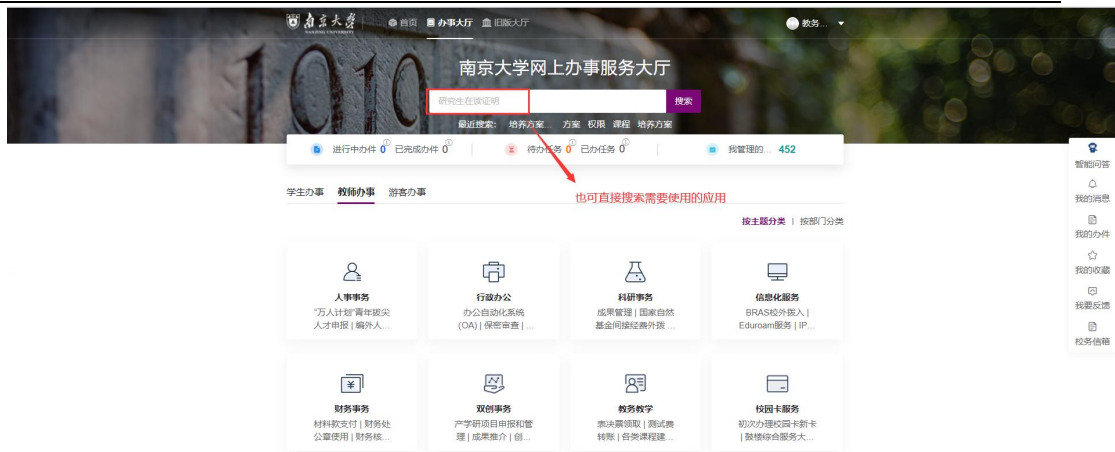 南京大学
NANJING UNIVERSITY
首页 办事大厅 旧版大厅
教务...
1919
南京大学网上办事服务大厅
研究生在读证明
搜索
最近搜索: 培养方案... 方案 权限 课程 培养方案
进行中办件 0 已完成办件 0 待办任务 0 已办任务 0 我管理的... 452
学生办事 教师办事 游客办事
也可直接搜索需要使用的应用
按主题分类 | 按部门分类
人事事务
“万人计划”青年拔尖
人才申报 | 编外人...
行政办公
办公自动化系统
(OA) | 保密审查 | ...
科研事务
成果管理 | 国家自然
基金间接经费外拨 ...
信息化服务
BRAS校外拨入 |
Eduroam服务 | IP...
财务事务
材料款支付 | 财务处
公章使用 | 财务核...
双创事务
产学研项目申报和管
理 | 成果推介 | 创...
教务教学
表决票领取 | 测试费
转账 | 各类课程建...
校园卡服务
初次办理校园卡新卡
| 鼓楼综合服务大...
智能问答
我的消息
我的办件
我的收藏
我要反馈
校务信箱